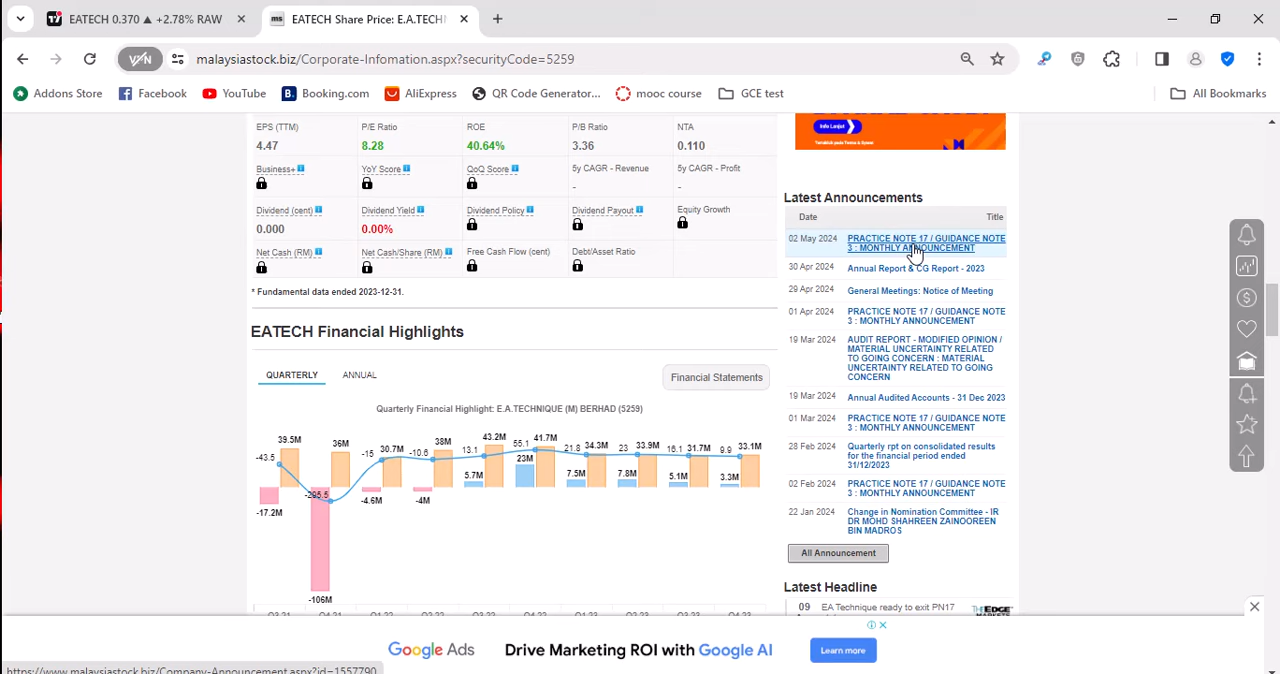 EATECH 0.370 ▲ +2.78% RAW
EATECH Share Price: E.A.TECHN
malaysiastock.biz/Corporate-Infomation.aspx?securityCode=5259
Addons Store
Facebook
YouTube
Booking.com
AliExpress
QR Code Generator...
mooc course
GCE test
All Bookmarks
EPS (TTM) P/E Ratio ROE P/B Ratio NTA
4.47 8.28 40.64% 3.36 0.110
Business+ YoY Score QoQ Score 5y CAGR - Revenue 5y CAGR - Profit
- -
Dividend (cent) Dividend Yield Dividend Policy Dividend Payout Equity Growth
0.000 0.00%
Net Cash (RM) Net Cash/Share (RM) Free Cash Flow (cent) Debt/Asset Ratio
* Fundamental data ended 2023-12-31.
EATECH Financial Highlights
QUARTERLY ANNUAL Financial Statements
Quarterly Financial Highlight: E.A.TECHNIQUE (M) BERHAD (5259)
39.5M 36M 30.7M 38M 43.2M 41.7M 34.3M 33.9M 31.7M 33.1M
-43.5 -295.5 -15 -10.6 13.1 55.1 21.8 23 16.1 9.9
-17.2M -106M -4.6M -4M 5.7M 23M 7.5M 7.8M 5.1M 3.3M
Info Lanjut
Latest Announcements
Date Title
02 May 2024 PRACTICE NOTE 17 / GUIDANCE NOTE
3 : MONTHLY ANNOUNCEMENT
30 Apr 2024 Annual Report & CG Report - 2023
29 Apr 2024 General Meetings: Notice of Meeting
01 Apr 2024 PRACTICE NOTE 17 / GUIDANCE NOTE
3 : MONTHLY ANNOUNCEMENT
19 Mar 2024 AUDIT REPORT - MODIFIED OPINION /
MATERIAL UNCERTAINTY RELATED
TO GOING CONCERN : MATERIAL
UNCERTAINTY RELATED TO GOING
CONCERN
19 Mar 2024 Annual Audited Accounts - 31 Dec 2023
01 Mar 2024 PRACTICE NOTE 17 / GUIDANCE NOTE
3 : MONTHLY ANNOUNCEMENT
28 Feb 2024 Quarterly rpt on consolidated results
for the financial period ended
31/12/2023
02 Feb 2024 PRACTICE NOTE 17 / GUIDANCE NOTE
3 : MONTHLY ANNOUNCEMENT
22 Jan 2024 Change in Nomination Committee - IR
DR MOHD SHAHREEN ZAINOOREEN
BIN MADROS
All Announcement
Latest Headline
09 EA Technique ready to exit PN17
THE EDGE
Google Ads
Drive Marketing ROI with Google AI
Learn more
https://www.malaysiastock.biz/Company-Announcement.aspx?id=1557790